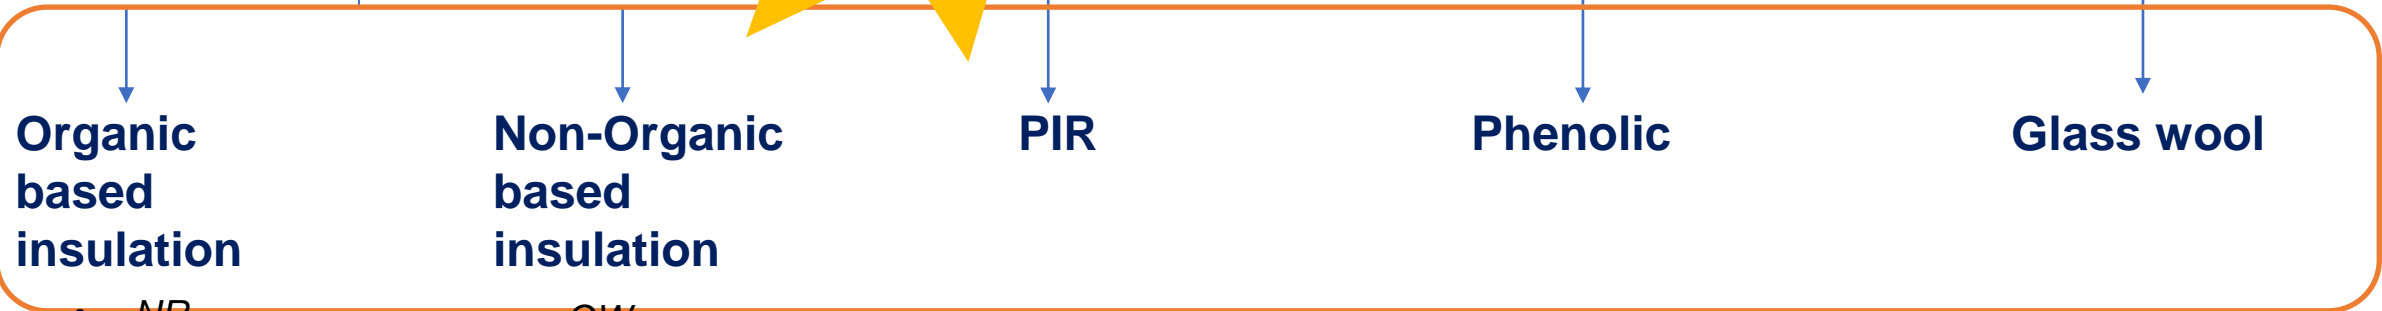 Organic
based
insulation
Non-Organic
based
insulation
PIR
Phenolic
Glass wool